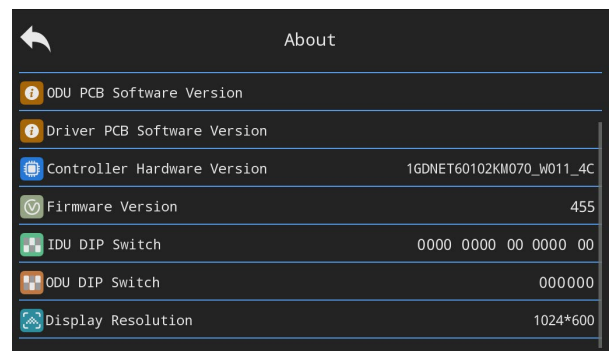 About
ODU PCB Software Version
Driver PCB Software Version
Controller Hardware Version 1GDNET60102KM070_W011_4C
Firmware Version 455
IDU DIP Switch 0000 0000 00 0000 00
ODU DIP Switch 000000
Display Resolution 1024*600